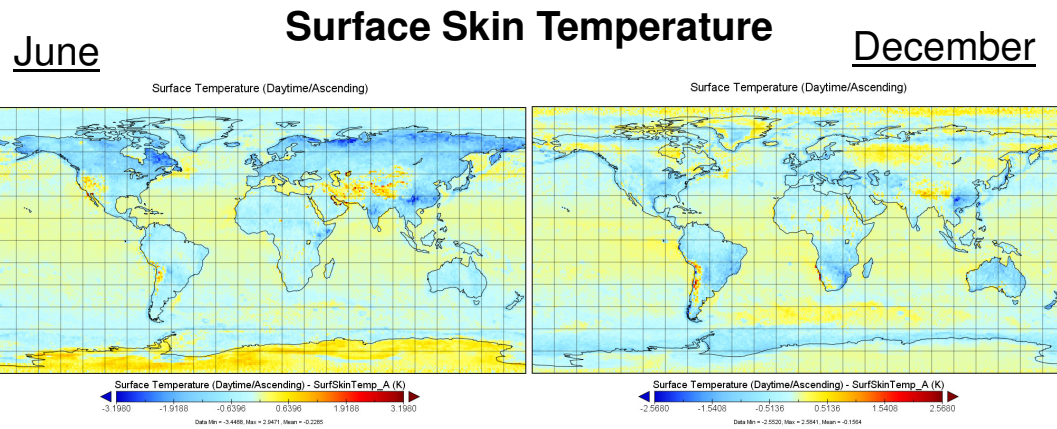 Surface Skin Temperature
June
December
Surface Temperature (Daytime/Ascending)
Surface Temperature (Daytime/Ascending)
Surface Temperature (Daytime/Ascending) - SurfSkinTemp_A (K)
-3.1980 -1.9188 -0.6396 0.6396 1.9188 3.1980
Data Min = -3.4488, Max = 2.9471, Mean = -0.2285
Surface Temperature (Daytime/Ascending) - SurfSkinTemp_A (K)
-2.5680 -1.5408 -0.5136 0.5136 1.5408 2.5680
Data Min = -2.5520, Max = 2.5841, Mean = -0.1564